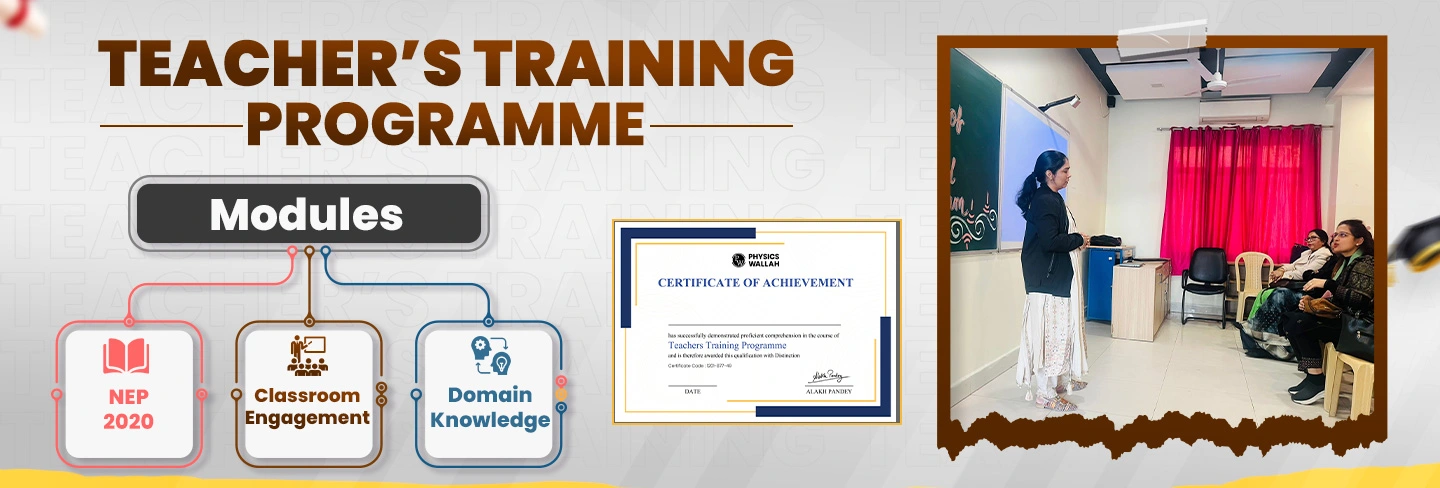 TEACHER'S TRAINING
PROGRAMME
Modules
NEP
2020
Classroom
Engagement
Domain
Knowledge
PHYSICS
WALLAH
CERTIFICATE OF ACHIEVEMENT
has successfully demonstrated proficient comprehension in the course of
Teachers Training Programme
and is therefore awarded this qualification with Distinction
DATE
ALAKH PANDEY
of